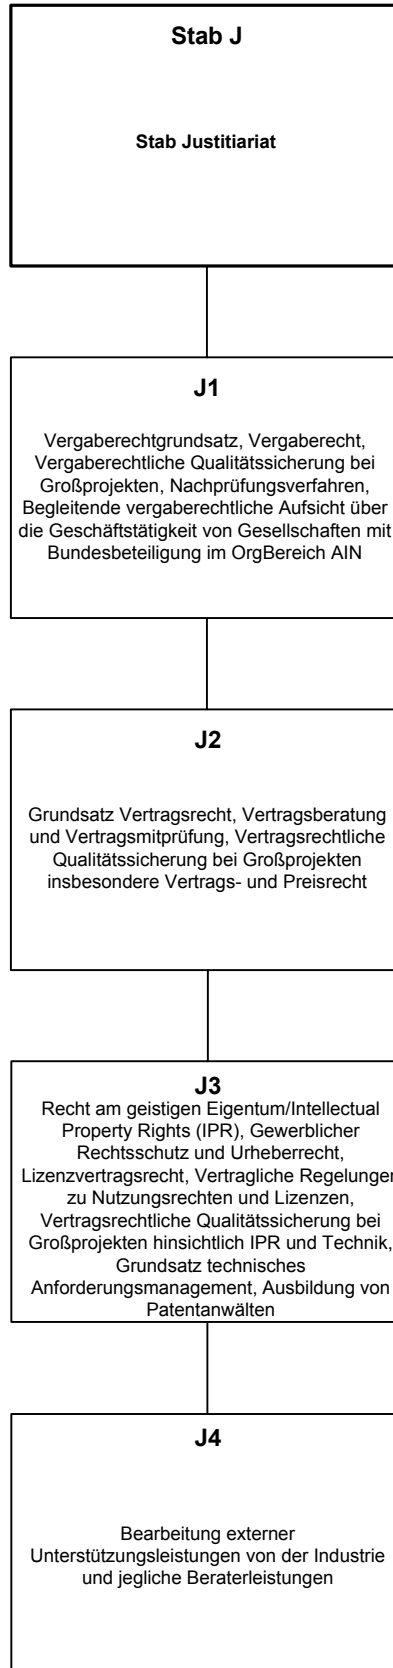 Stab J
Stab Justitiariat
J1
Vergaberechtgrundsatz, Vergaberecht,
Vergaberechtliche Qualitätssicherung bei
Großprojekten, Nachprüfungsverfahren,
Begleitende vergaberechtliche Aufsicht über
die Geschäftstätigkeit von Gesellschaften mit
Bundesbeteiligung im OrgBereich AIN
J2
Grundsatz Vertragsrecht, Vertragsberatung
und Vertragsmitprüfung, Vertragsrechtliche
Qualitätssicherung bei Großprojekten
insbesondere Vertrags- und Preisrecht
J3
Recht am geistigen Eigentum/Intellectual
Property Rights (IPR), Gewerblicher
Rechtsschutz und Urheberrecht,
Lizenzvertragsrecht, Vertragliche Regelungen
zu Nutzungsrechten und Lizenzen,
Vertragsrechtliche Qualitätssicherung bei
Großprojekten hinsichtlich IPR und Technik,
Grundsatz technisches
Anforderungsmanagement, Ausbildung von
Patentanwälten
J4
Bearbeitung externer
Unterstützungsleistungen von der Industrie
und jegliche Beraterleistungen